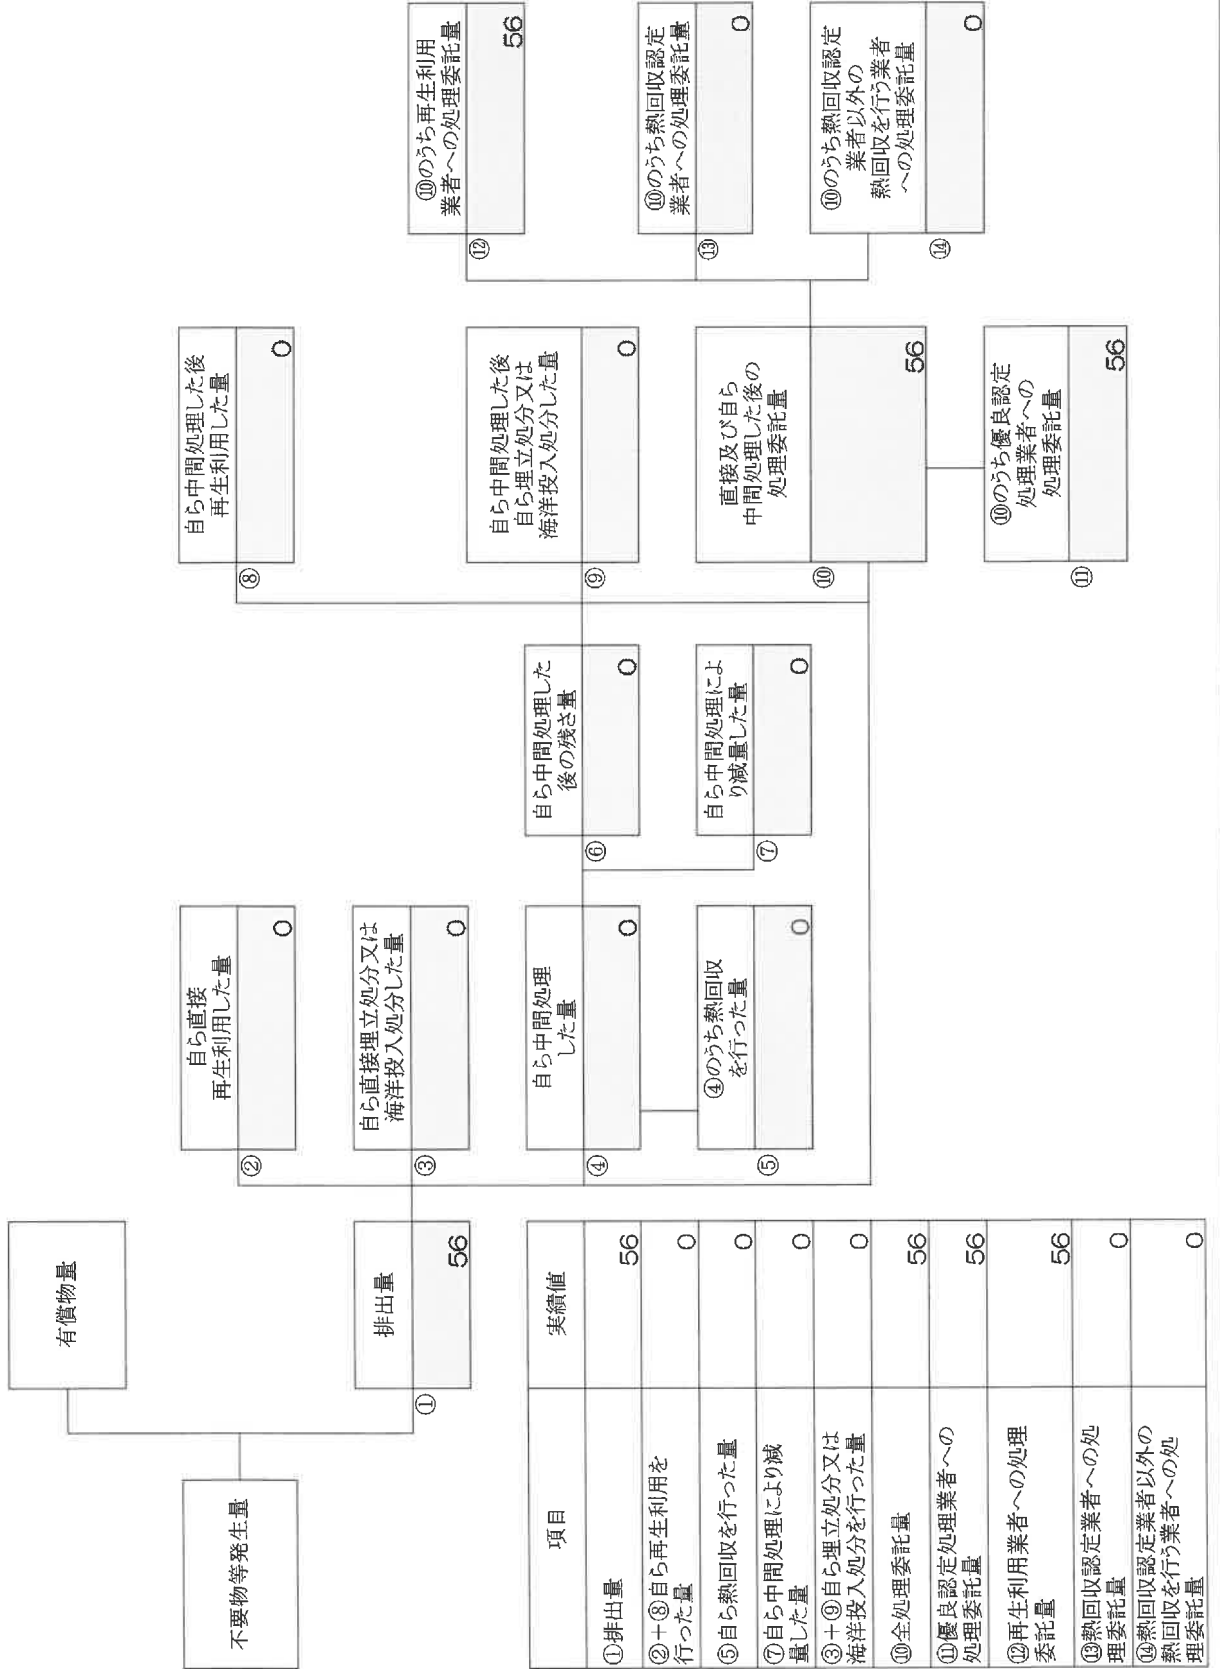 不要物等発生量
有償物量
①
排出量
56
②
自ら直接
再生利用した量
0
③
自ら直接埋立処分又は
海洋投入処分した量
0
④
自ら中間処理
した量
0
⑤
④のうち熱回収
を行った量
0
⑥
自ら中間処理した
後の残さ量
0
⑦
自ら中間処理によ
り減量した量
0
⑧
自ら中間処理した後
再生利用した量
0
⑨
自ら中間処理した後
自ら埋立処分又は
海洋投入処分した量
0
⑩
直接及び自ら
中間処理した後の
処理委託量
56
⑪
⑩のうち優良認定
処理業者への
処理委託量
56
⑫
⑩のうち再生利用
業者への処理委託量
56
⑬
⑩のうち熱回収認定
業者への処理委託量
0
⑭
⑩のうち熱回収認定
業者以外の
熱回収を行う業者
への処理委託量
0
項目
実績値
①排出量
56
②+⑧自ら再生利用を
行った量
0
⑤自ら熱回収を行った量
0
⑦自ら中間処理により減
量した量
0
③+⑨自ら埋立処分又は
海洋投入処分を行った量
0
⑩全処理委託量
56
⑪優良認定処理業者への
処理委託量
56
⑫再生利用業者への処理
委託量
56
⑬熱回収認定業者への処
理委託量
0
⑭熱回収認定業者以外の
熱回収を行う業者への処
理委託量
0